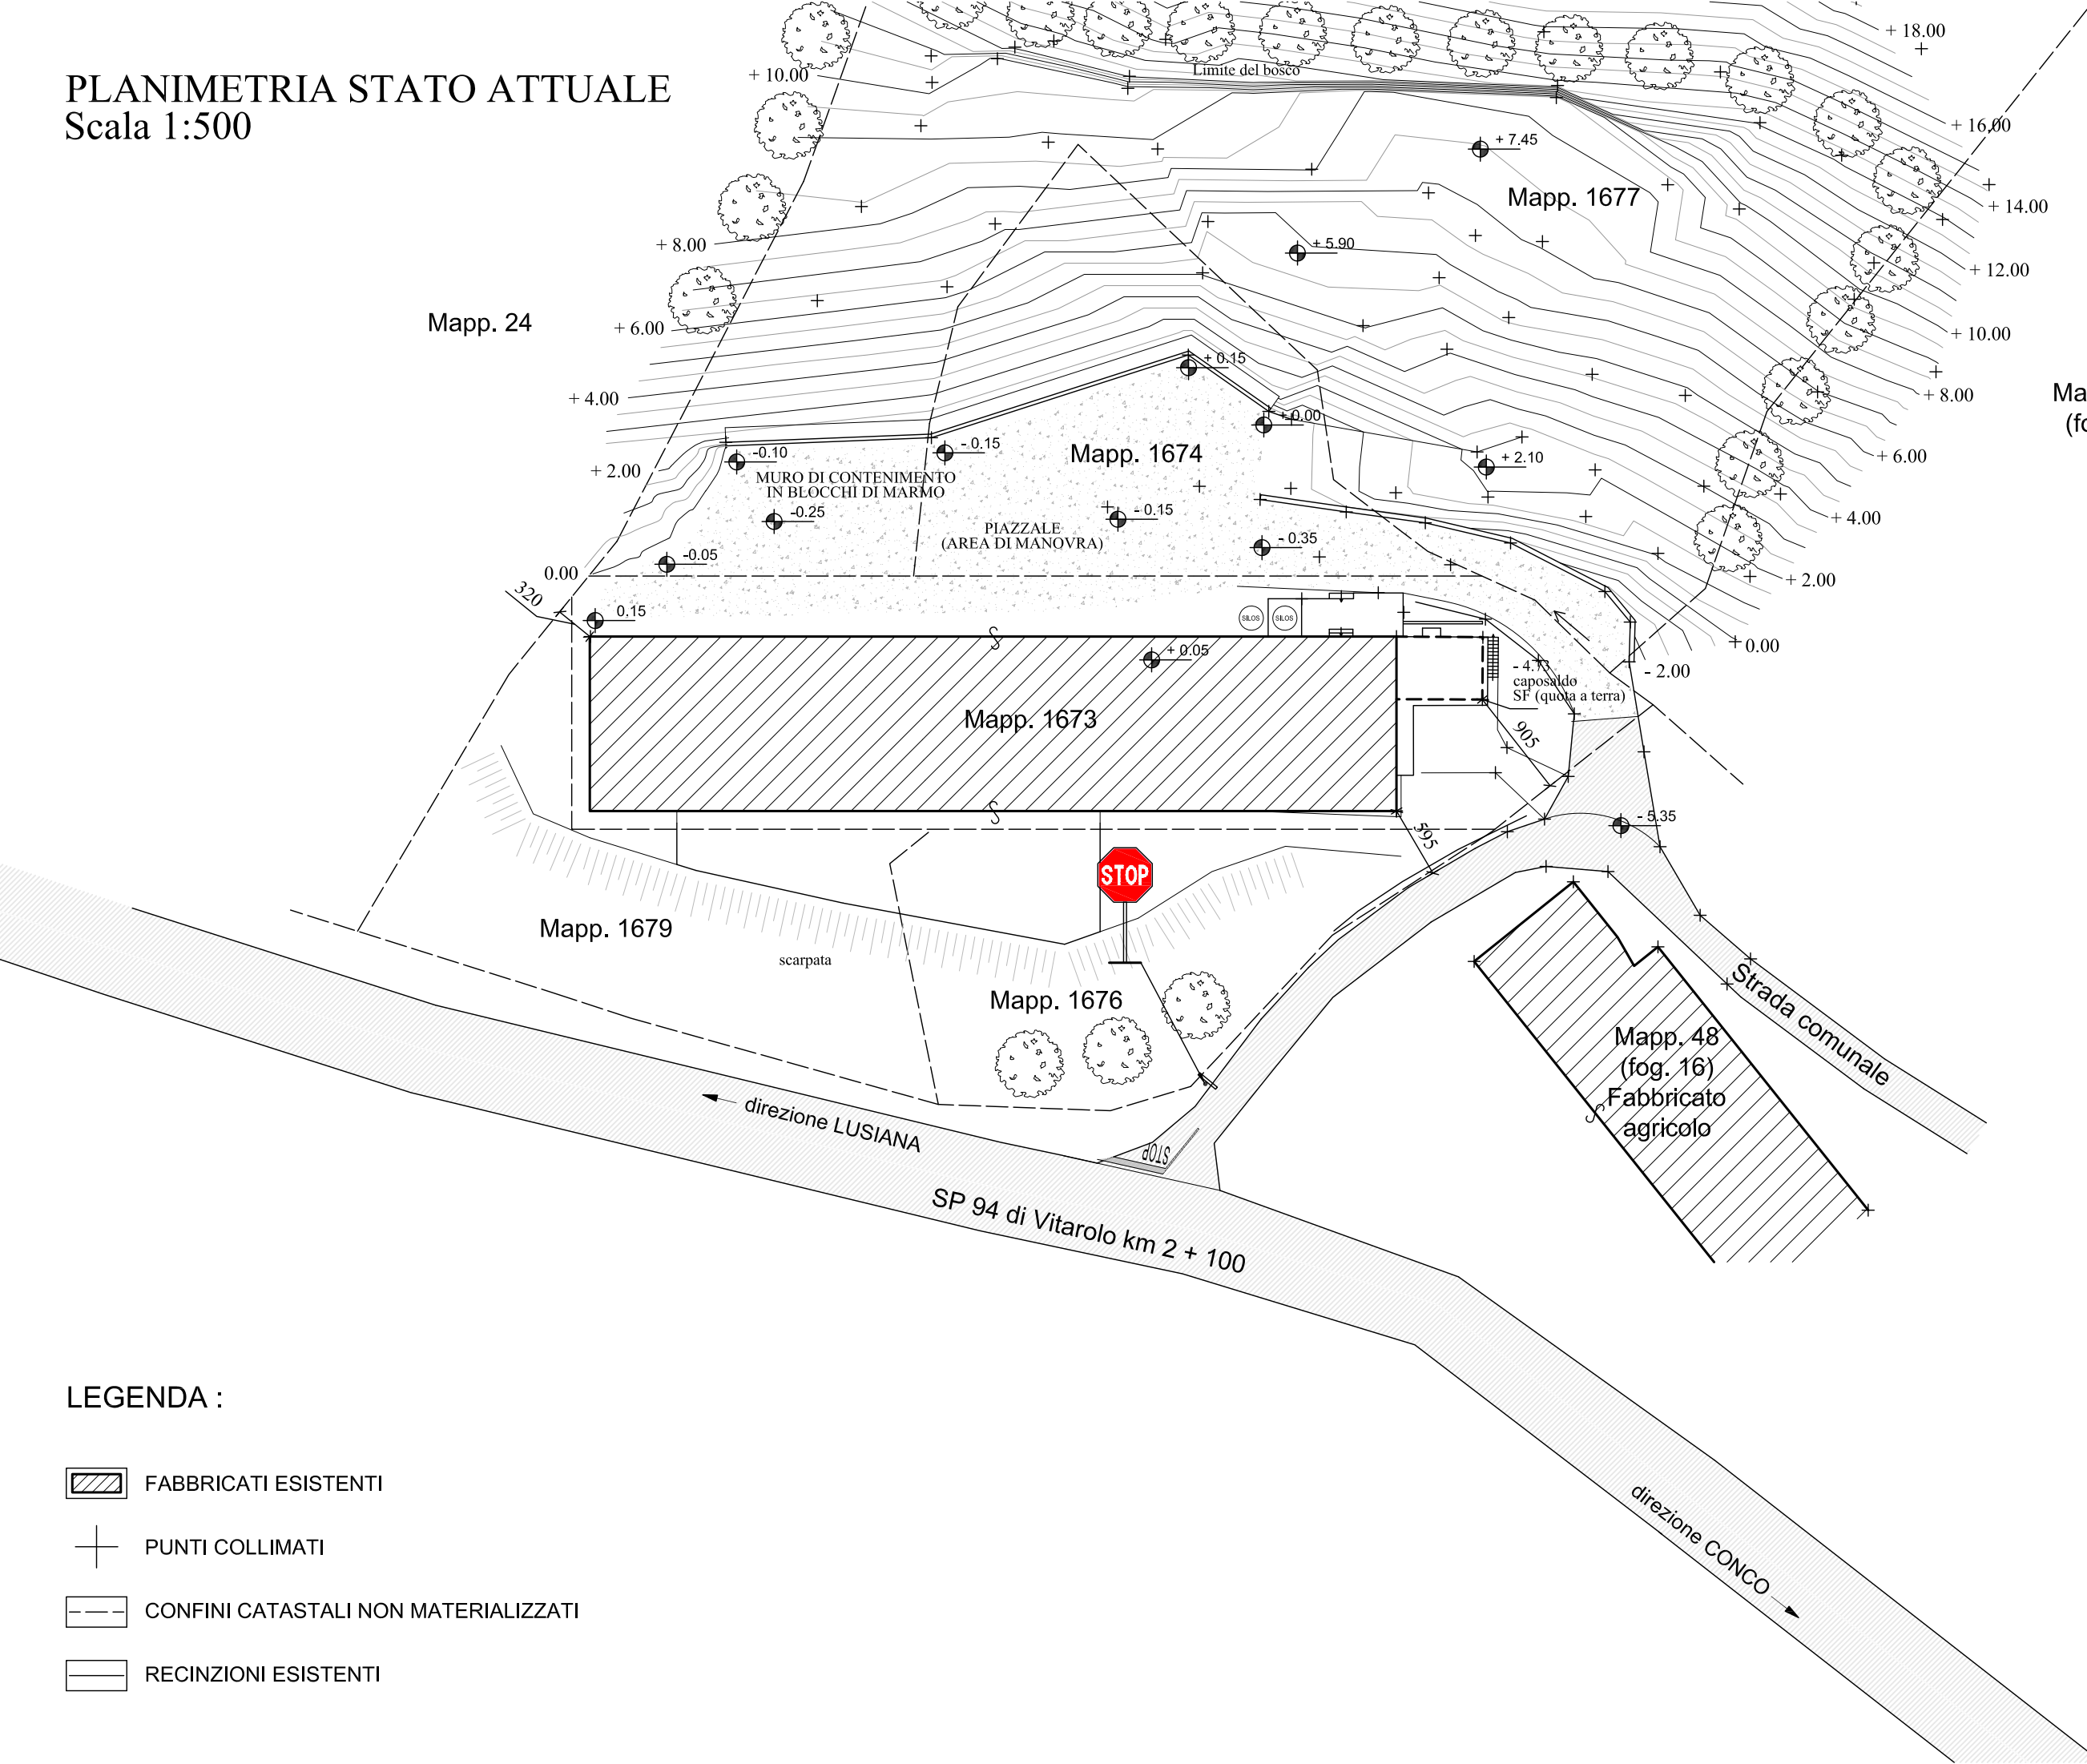 PLANIMETRIA STATO ATTUALE
Scala 1:500
+ 18.00
+ 10.00
Limite del bosco
+ 16.00
+ 7.45
Mapp. 1677
+ 14.00
+ 8.00
+ 5.90
+ 12.00
Mapp. 24
+ 6.00
+ 10.00
+ 0.15
+ 4.00
+ 8.00
Ma
(fo
+ 0.00
- 0.15
-0.10
Mapp. 1674
+ 2.10
+ 6.00
+ 2.00
MURO DI CONTENIMENTO
IN BLOCCHI DI MARMO
-0.25
- 0.15
+ 4.00
PIAZZALE
(AREA DI MANOVRA)
- 0.35
-0.05
0.00
+ 2.00
320
0.15
SILOS
SILOS
+ 0.05
+ 0.00
- 2.00
- 4.73
caposaldo
SF (quota a terra)
Mapp. 1673
905
- 5.35
595
STOP
Mapp. 1679
scarpata
Mapp. 1676
Strada comunale
Mapp. 48
(fog. 16)
Fabbricato
agricolo
direzione LUSIANA
STOP
SP 94 di Vitarolo km 2 + 100
direzione CONCO
LEGENDA :
FABBRICATI ESISTENTI
PUNTI COLLIMATI
CONFINI CATASTALI NON MATERIALIZZATI
RECINZIONI ESISTENTI